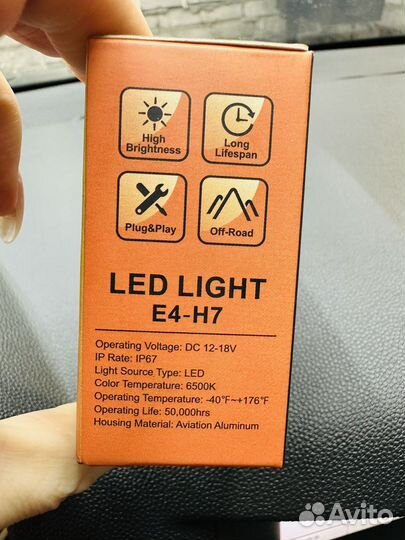 High
Brightness
Long
Lifespan
Plug&Play
Off-Road
LED LIGHT
E4-H7
Operating Voltage: DC 12-18V
IP Rate: IP67
Light Source Type: LED
Color Temperature: 6500K
Operating Temperature: -40°F~+176°F
Operating Life: 50,000hrs
Housing Material: Aviation Aluminum
Avito